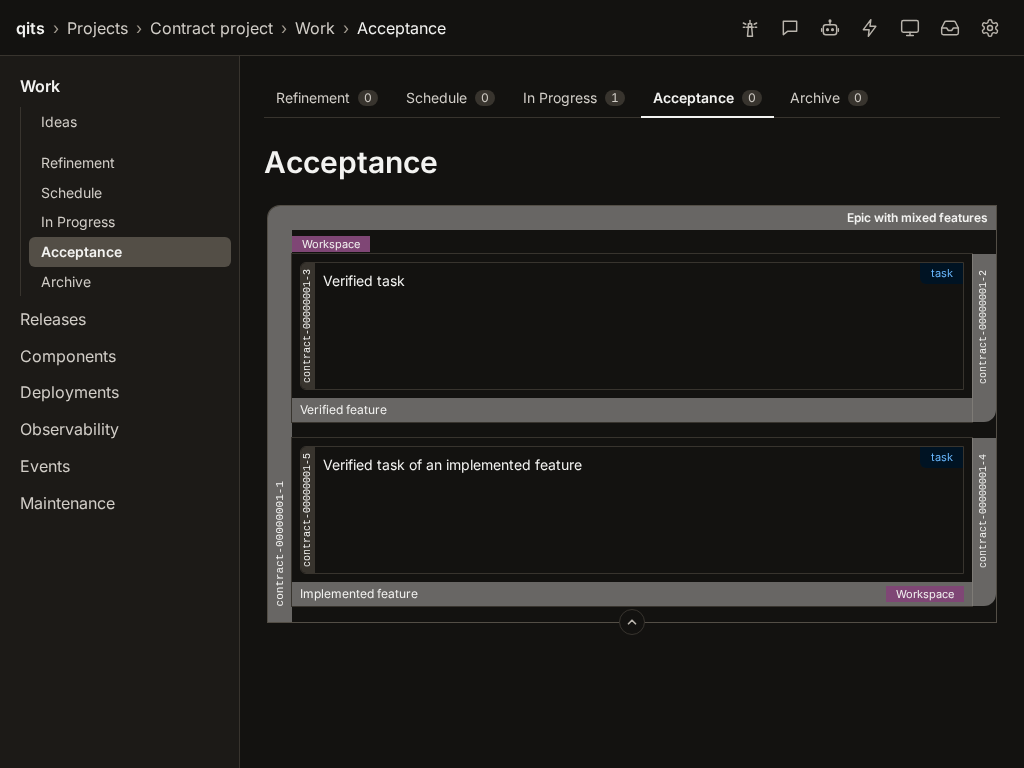 qits › Projects › Contract project › Work › Acceptance
Work
Ideas
Refinement
Schedule
In Progress
Acceptance
Archive
Releases
Components
Deployments
Observability
Events
Maintenance
Refinement 0 Schedule 0 In Progress 1 Acceptance 0 Archive 0
Acceptance
Epic with mixed features
contract-00000001-1
Workspace
contract-00000001-3
Verified task
task
contract-00000001-2
Verified feature
contract-00000001-5
Verified task of an implemented feature
task
contract-00000001-4
Implemented feature
Workspace